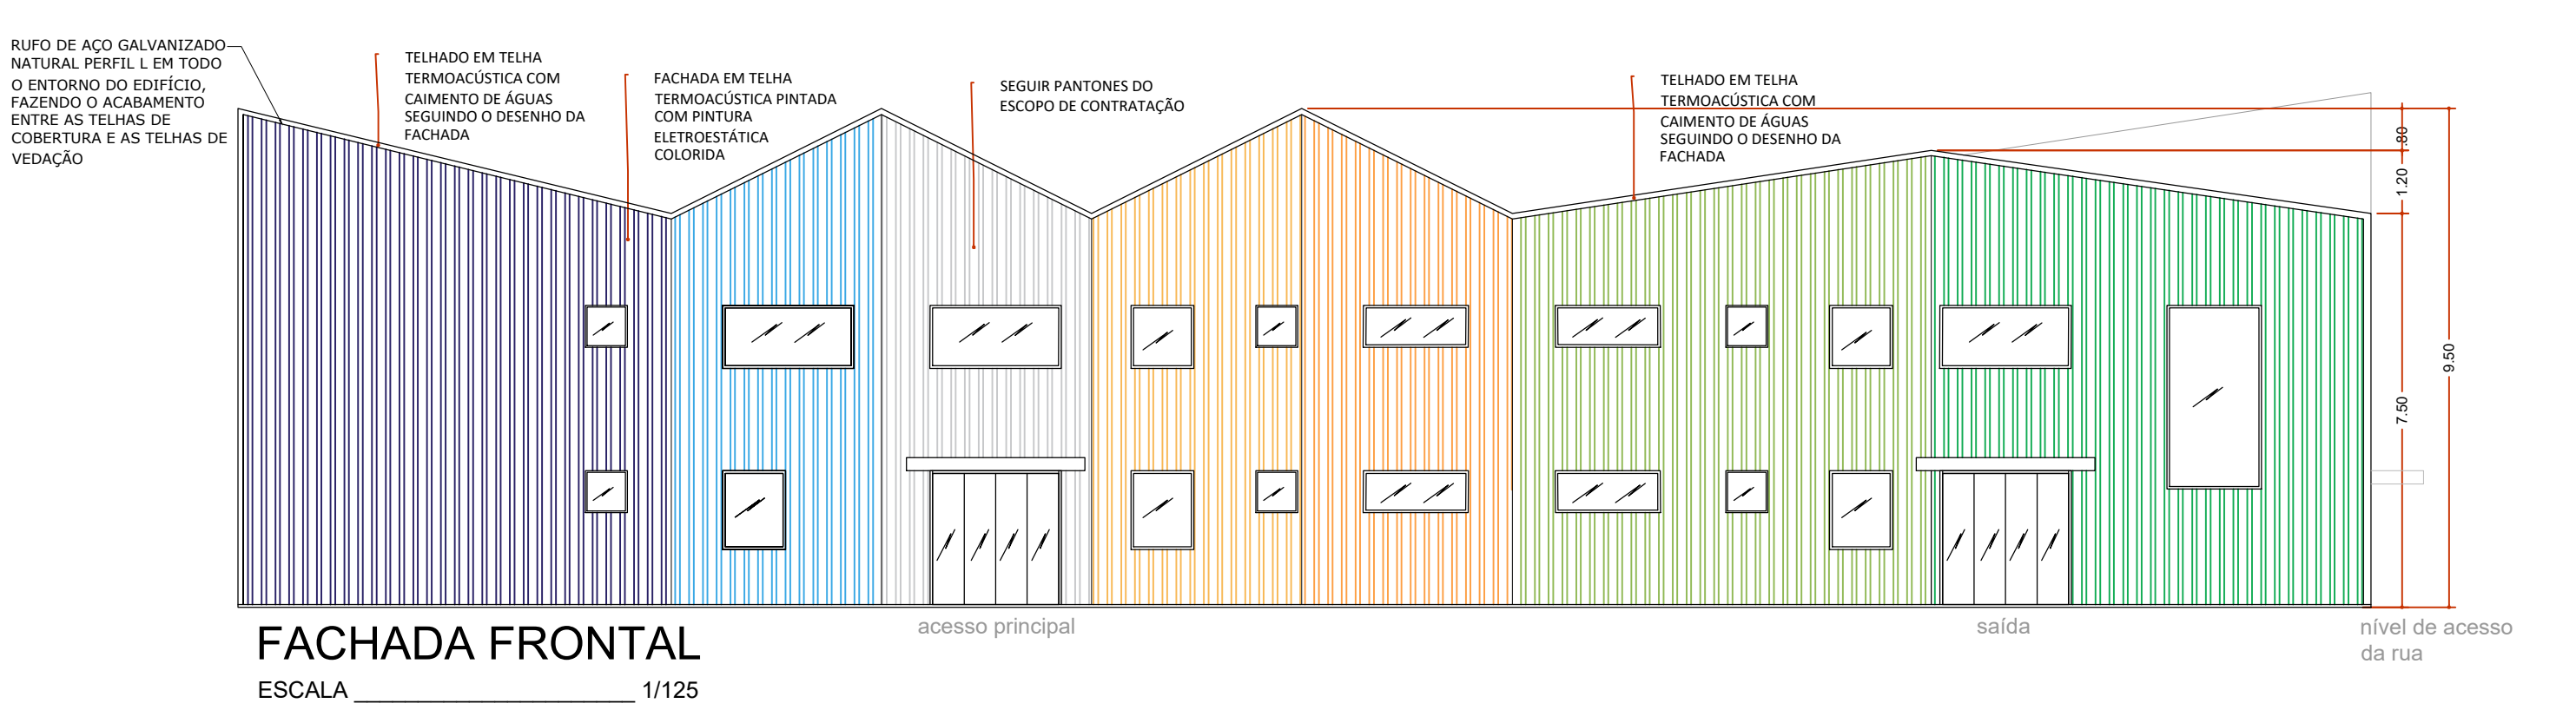 RUFO DE AÇO GALVANIZADO
NATURAL PERFIL L EM TODO
O ENTORNO DO EDIFÍCIO,
FAZENDO O ACABAMENTO
ENTRE AS TELHAS DE
COBERTURA E AS TELHAS DE
VEDAÇÃO
TELHADO EM TELHA
TERMOACÚSTICA COM
CAIMENTO DE ÁGUAS
SEGUINDO O DESENHO DA
FACHADA
FACHADA EM TELHA
TERMOACÚSTICA PINTADA
COM PINTURA
ELETROESTÁTICA
COLORIDA
SEGUIR PANTONES DO
ESCOPO DE CONTRATAÇÃO
TELHADO EM TELHA
TERMOACÚSTICA COM
CAIMENTO DE ÁGUAS
SEGUINDO O DESENHO DA
FACHADA
.80
1.20
9.50
7.50
acesso principal
saída
nível de acesso
da rua
FACHADA FRONTAL
ESCALA ______________________ 1/125